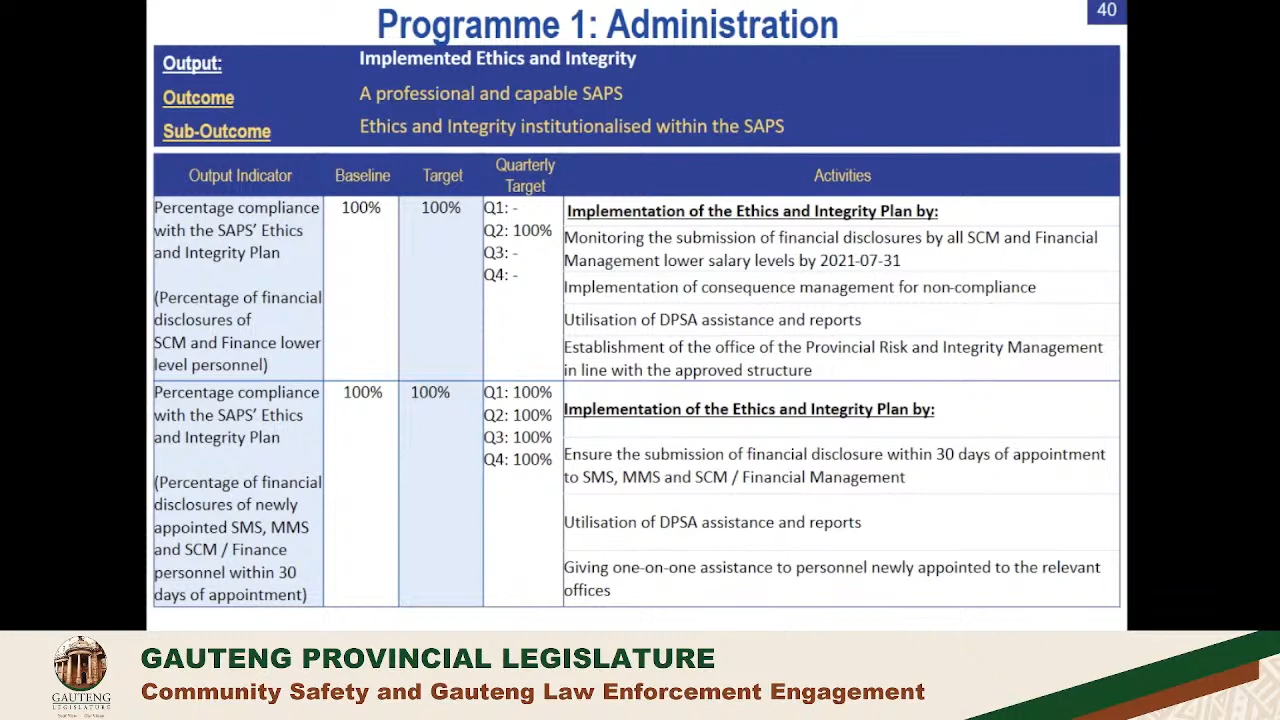 Programme 1: Administration
40
Output:
Implemented Ethics and Integrity
Outcome
A professional and capable SAPS
Sub-Outcome
Ethics and Integrity institutionalised within the SAPS
Output Indicator
Baseline
Target
Quarterly
Target
Activities
Percentage compliance
with the SAPS’ Ethics
and Integrity Plan
(Percentage of financial
disclosures of
SCM and Finance lower
level personnel)
100%
100%
Q1: -
Q2: 100%
Q3: -
Q4: -
Implementation of the Ethics and Integrity Plan by:
Monitoring the submission of financial disclosures by all SCM and Financial
Management lower salary levels by 2021-07-31
Implementation of consequence management for non-compliance
Utilisation of DPSA assistance and reports
Establishment of the office of the Provincial Risk and Integrity Management
in line with the approved structure
Percentage compliance
with the SAPS’ Ethics
and Integrity Plan
(Percentage of financial
disclosures of newly
appointed SMS, MMS
and SCM / Finance
personnel within 30
days of appointment)
100%
100%
Q1: 100%
Q2: 100%
Q3: 100%
Q4: 100%
Implementation of the Ethics and Integrity Plan by:
Ensure the submission of financial disclosure within 30 days of appointment
to SMS, MMS and SCM / Financial Management
Utilisation of DPSA assistance and reports
Giving one-on-one assistance to personnel newly appointed to the relevant
offices
GAUTENG
LEGISLATURE
GAUTENG PROVINCIAL LEGISLATURE
Community Safety and Gauteng Law Enforcement Engagement